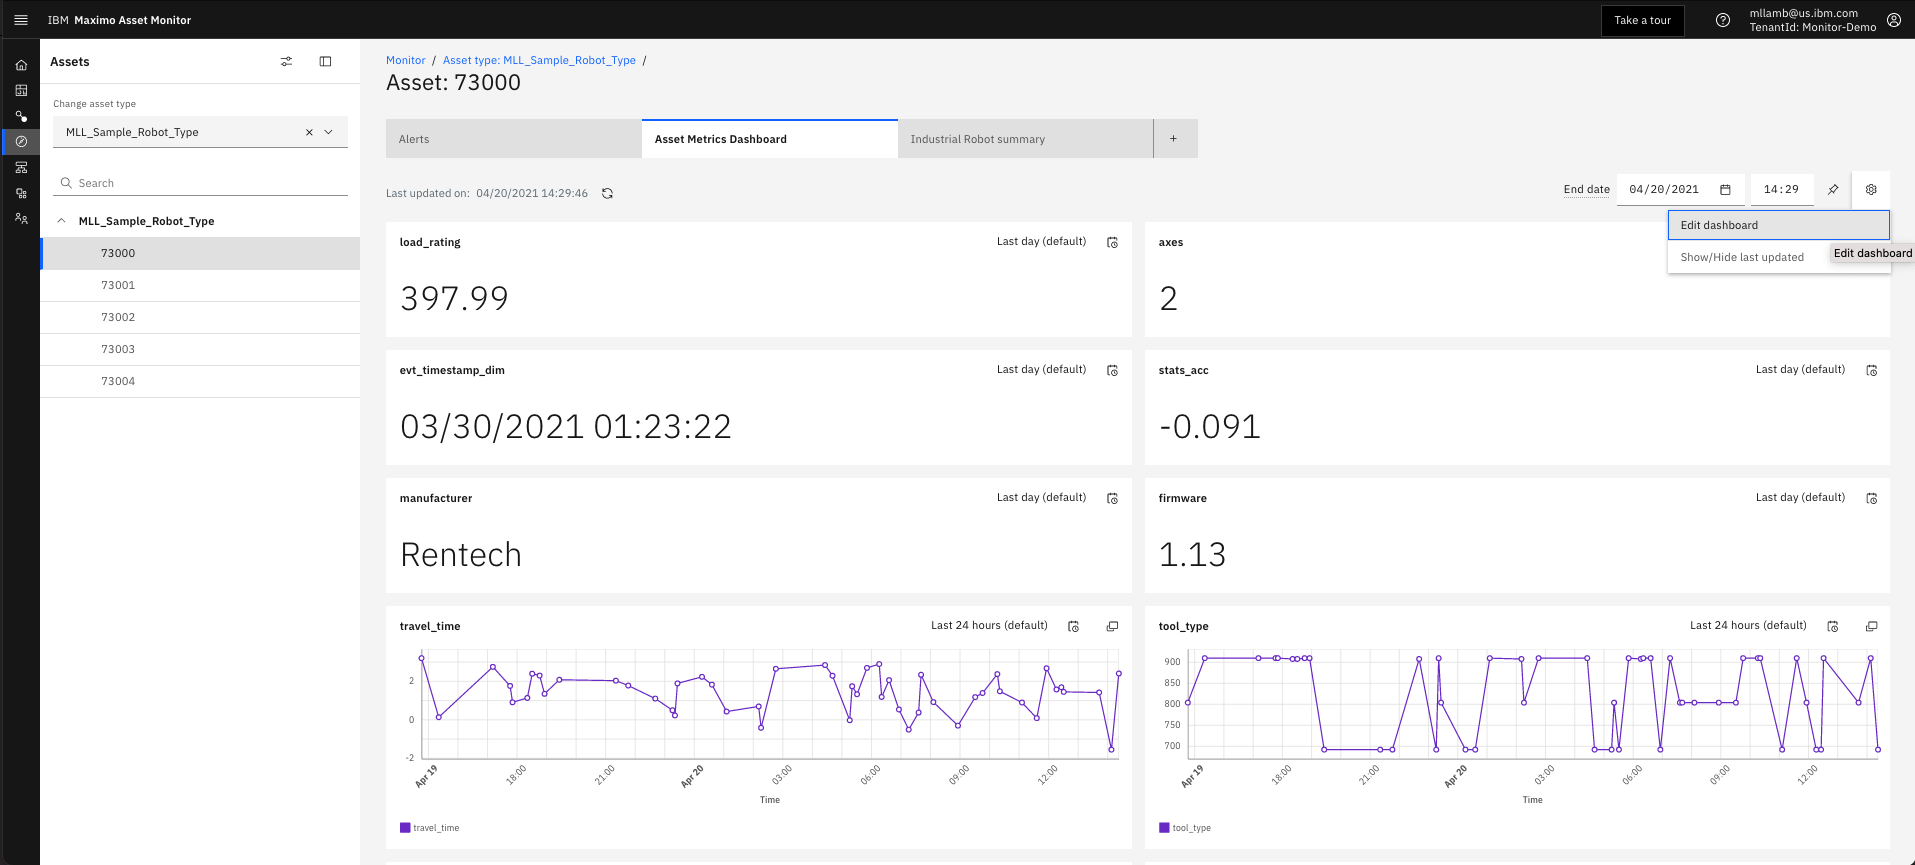 IBM Maximo Asset Monitor
Take a tour
mllamb@us.ibm.com
TenantId: Monitor-Demo
Assets
Change asset type
MLL_Sample_Robot_Type
Search
MLL_Sample_Robot_Type
73000
73001
73002
73003
73004
Monitor / Asset type: MLL_Sample_Robot_Type /
Asset: 73000
Alerts
Asset Metrics Dashboard
Industrial Robot summary
+
Last updated on: 04/20/2021 14:29:46
End date
04/20/2021
14:29
Edit dashboard
Show/Hide last updated
Edit dashboard
load_rating
Last day (default)
397.99
axes
2
evt_timestamp_dim
Last day (default)
03/30/2021 01:23:22
stats_acc
Last day (default)
-0.091
manufacturer
Last day (default)
Rentech
firmware
Last day (default)
1.13
travel_time
Last 24 hours (default)
2
0
-2
Apr 19
18:00
21:00
Apr 20
03:00
06:00
09:00
12:00
Time
travel_time
tool_type
Last 24 hours (default)
900
850
800
750
700
Apr 19
18:00
21:00
Apr 20
03:00
06:00
09:00
12:00
Time
tool_type